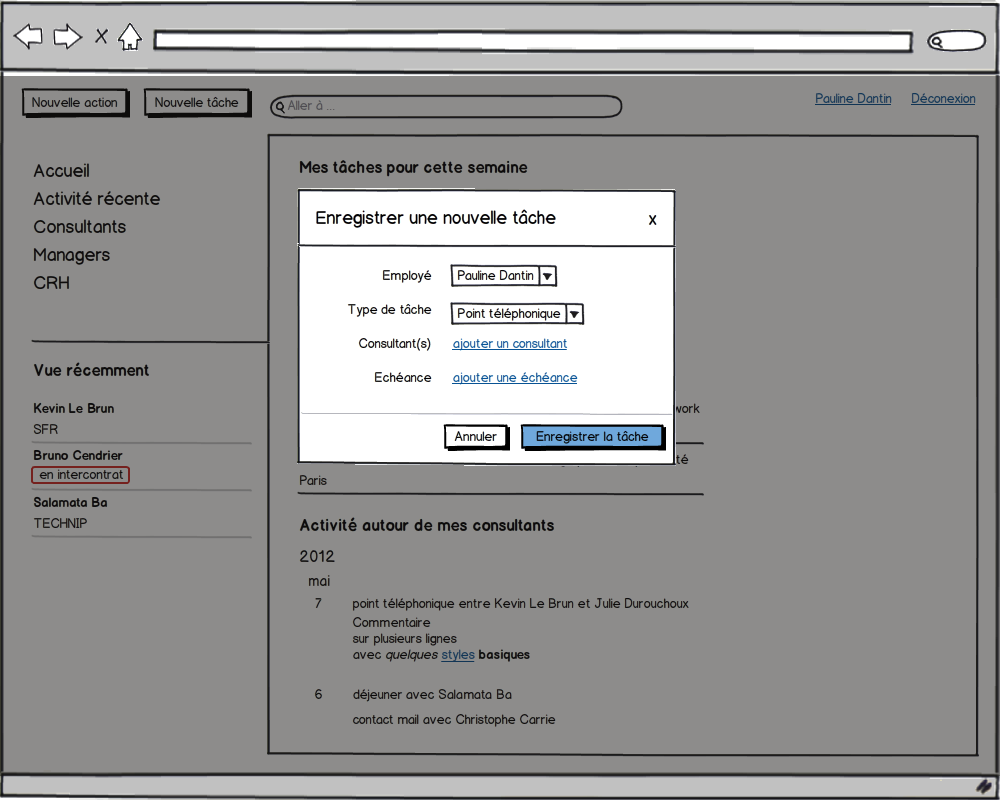 Nouvelle action
Nouvelle tâche
Aller à ...
Pauline Dantin
Déconexion
Accueil
Activité récente
Consultants
Managers
CRH
Vue récemment
Kevin Le Brun
SFR
Bruno Cendrier
en intercontrat
Salamata Ba
TECHNIP
Mes tâches pour cette semaine
Enregistrer une nouvelle tâche
x
Employé
Pauline Dantin
Type de tâche
Point téléphonique
Consultant(s)
ajouter un consultant
Echéance
ajouter une échéance
Annuler
Enregistrer la tâche
Paris
Activité autour de mes consultants
2012
mai
7 point téléphonique entre Kevin Le Brun et Julie Durouchoux
Commentaire
sur plusieurs lignes
avec quelques styles basiques
6 déjeuner avec Salamata Ba
contact mail avec Christophe Carrie